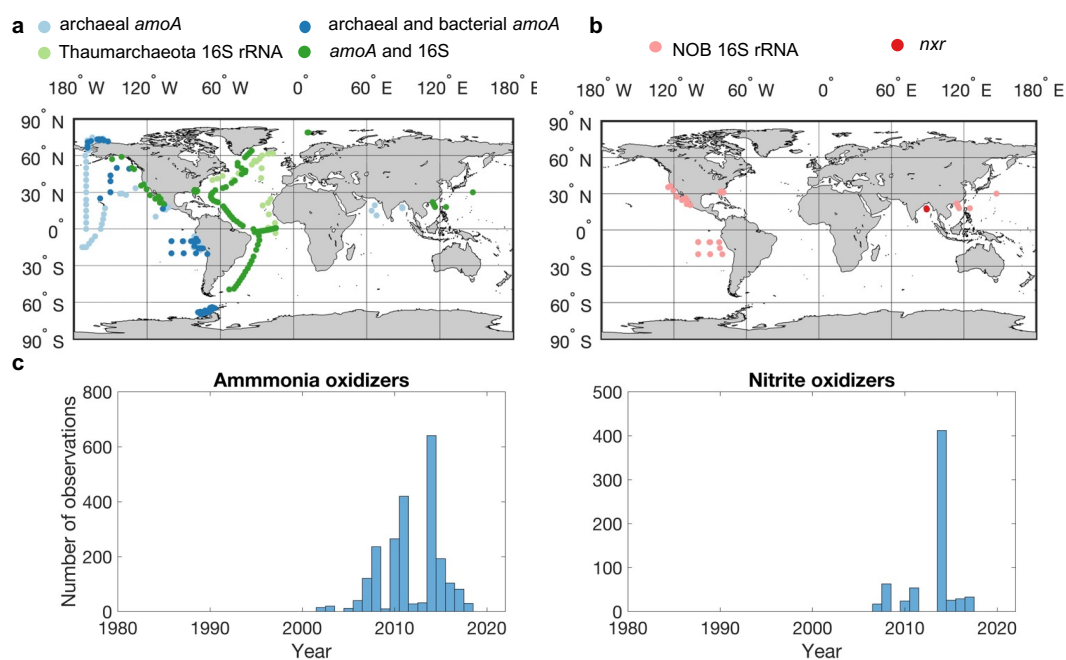 a
archaeal amoA
archaeal and bacterial amoA
Thaumarchaeota 16S rRNA
amoA and 16S
180° W 120° W 60° W 0° 60° E 120° E 180° E
90° N
60° N
30° N
0°
30° S
60° S
90° S
b
NOB 16S rRNA
nxr
180° W 120° W 60° W 0° 60° E 120° E 180° E
90° N
60° N
30° N
0°
30° S
60° S
90° S
c
Ammmonia oxidizers
Number of observations
800
600
400
200
0
1980 1990 2000 2010 2020
Year
Nitrite oxidizers
500
400
300
200
100
0
1980 1990 2000 2010 2020
Year